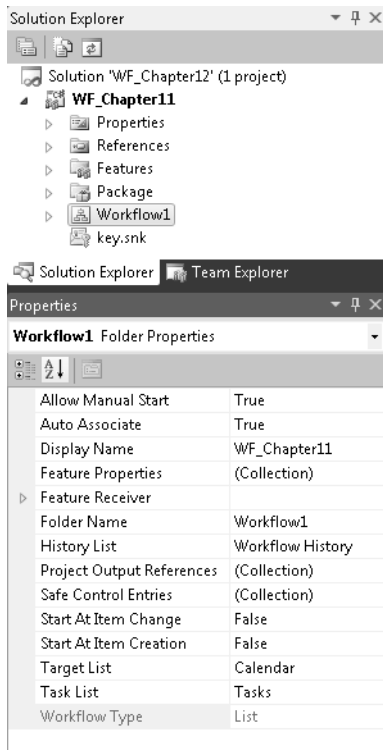 Solution Explorer
Solution 'WF_Chapter12' (1 project)
WF_Chapter11
Properties
References
Features
Package
Workflow1
key.snk
Solution Explorer Team Explorer
Properties
Workflow1 Folder Properties
Allow Manual Start True
Auto Associate True
Display Name WF_Chapter11
Feature Properties (Collection)
Feature Receiver
Folder Name Workflow1
History List Workflow History
Project Output References (Collection)
Safe Control Entries (Collection)
Start At Item Change False
Start At Item Creation False
Target List Calendar
Task List Tasks
Workflow Type List